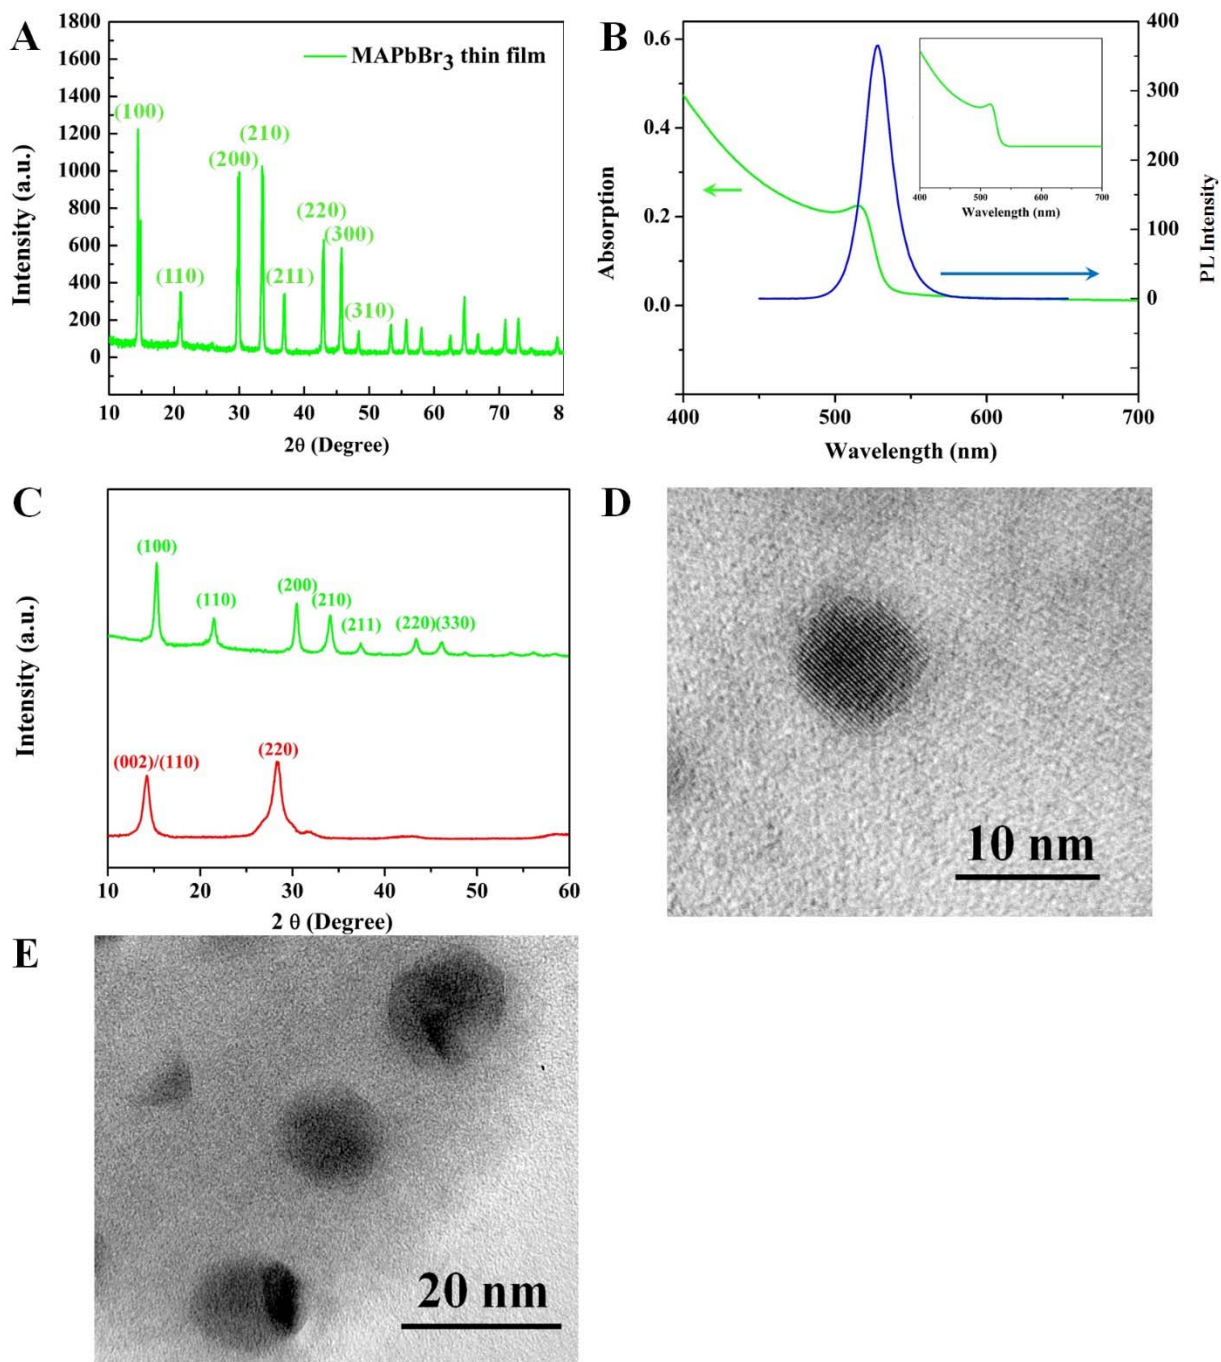 A
1800
1600
1400
1200
1000
800
600
400
200
0
Intensity (a.u.)
MAPbBr3 thin film
(100)
(110)
(200)
(210)
(211)
(220)
(300)
(310)
10 20 30 40 50 60 70 8
2θ (Degree)
B
0.6
0.4
0.2
0.0
Absorption
400
300
200
100
0
PL Intensity
400 500 600 700
Wavelength (nm)
400 500 600 700
Wavelength (nm)
C
Intensity (a.u.)
(100)
(110)
(200)
(210)
(211)
(220)(330)
(002)/(110)
(220)
10 20 30 40 50 60
2 θ (Degree)
D
10 nm
E
20 nm